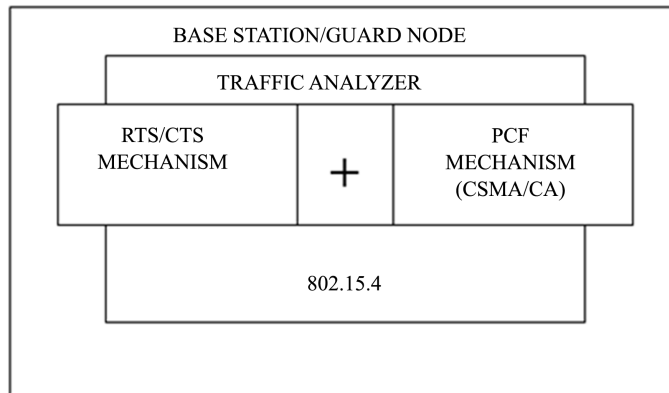 BASE STATION/GUARD NODE
TRAFFIC ANALYZER
RTS/CTS
MECHANISM
+
PCF
MECHANISM
(CSMA/CA)
802.15.4